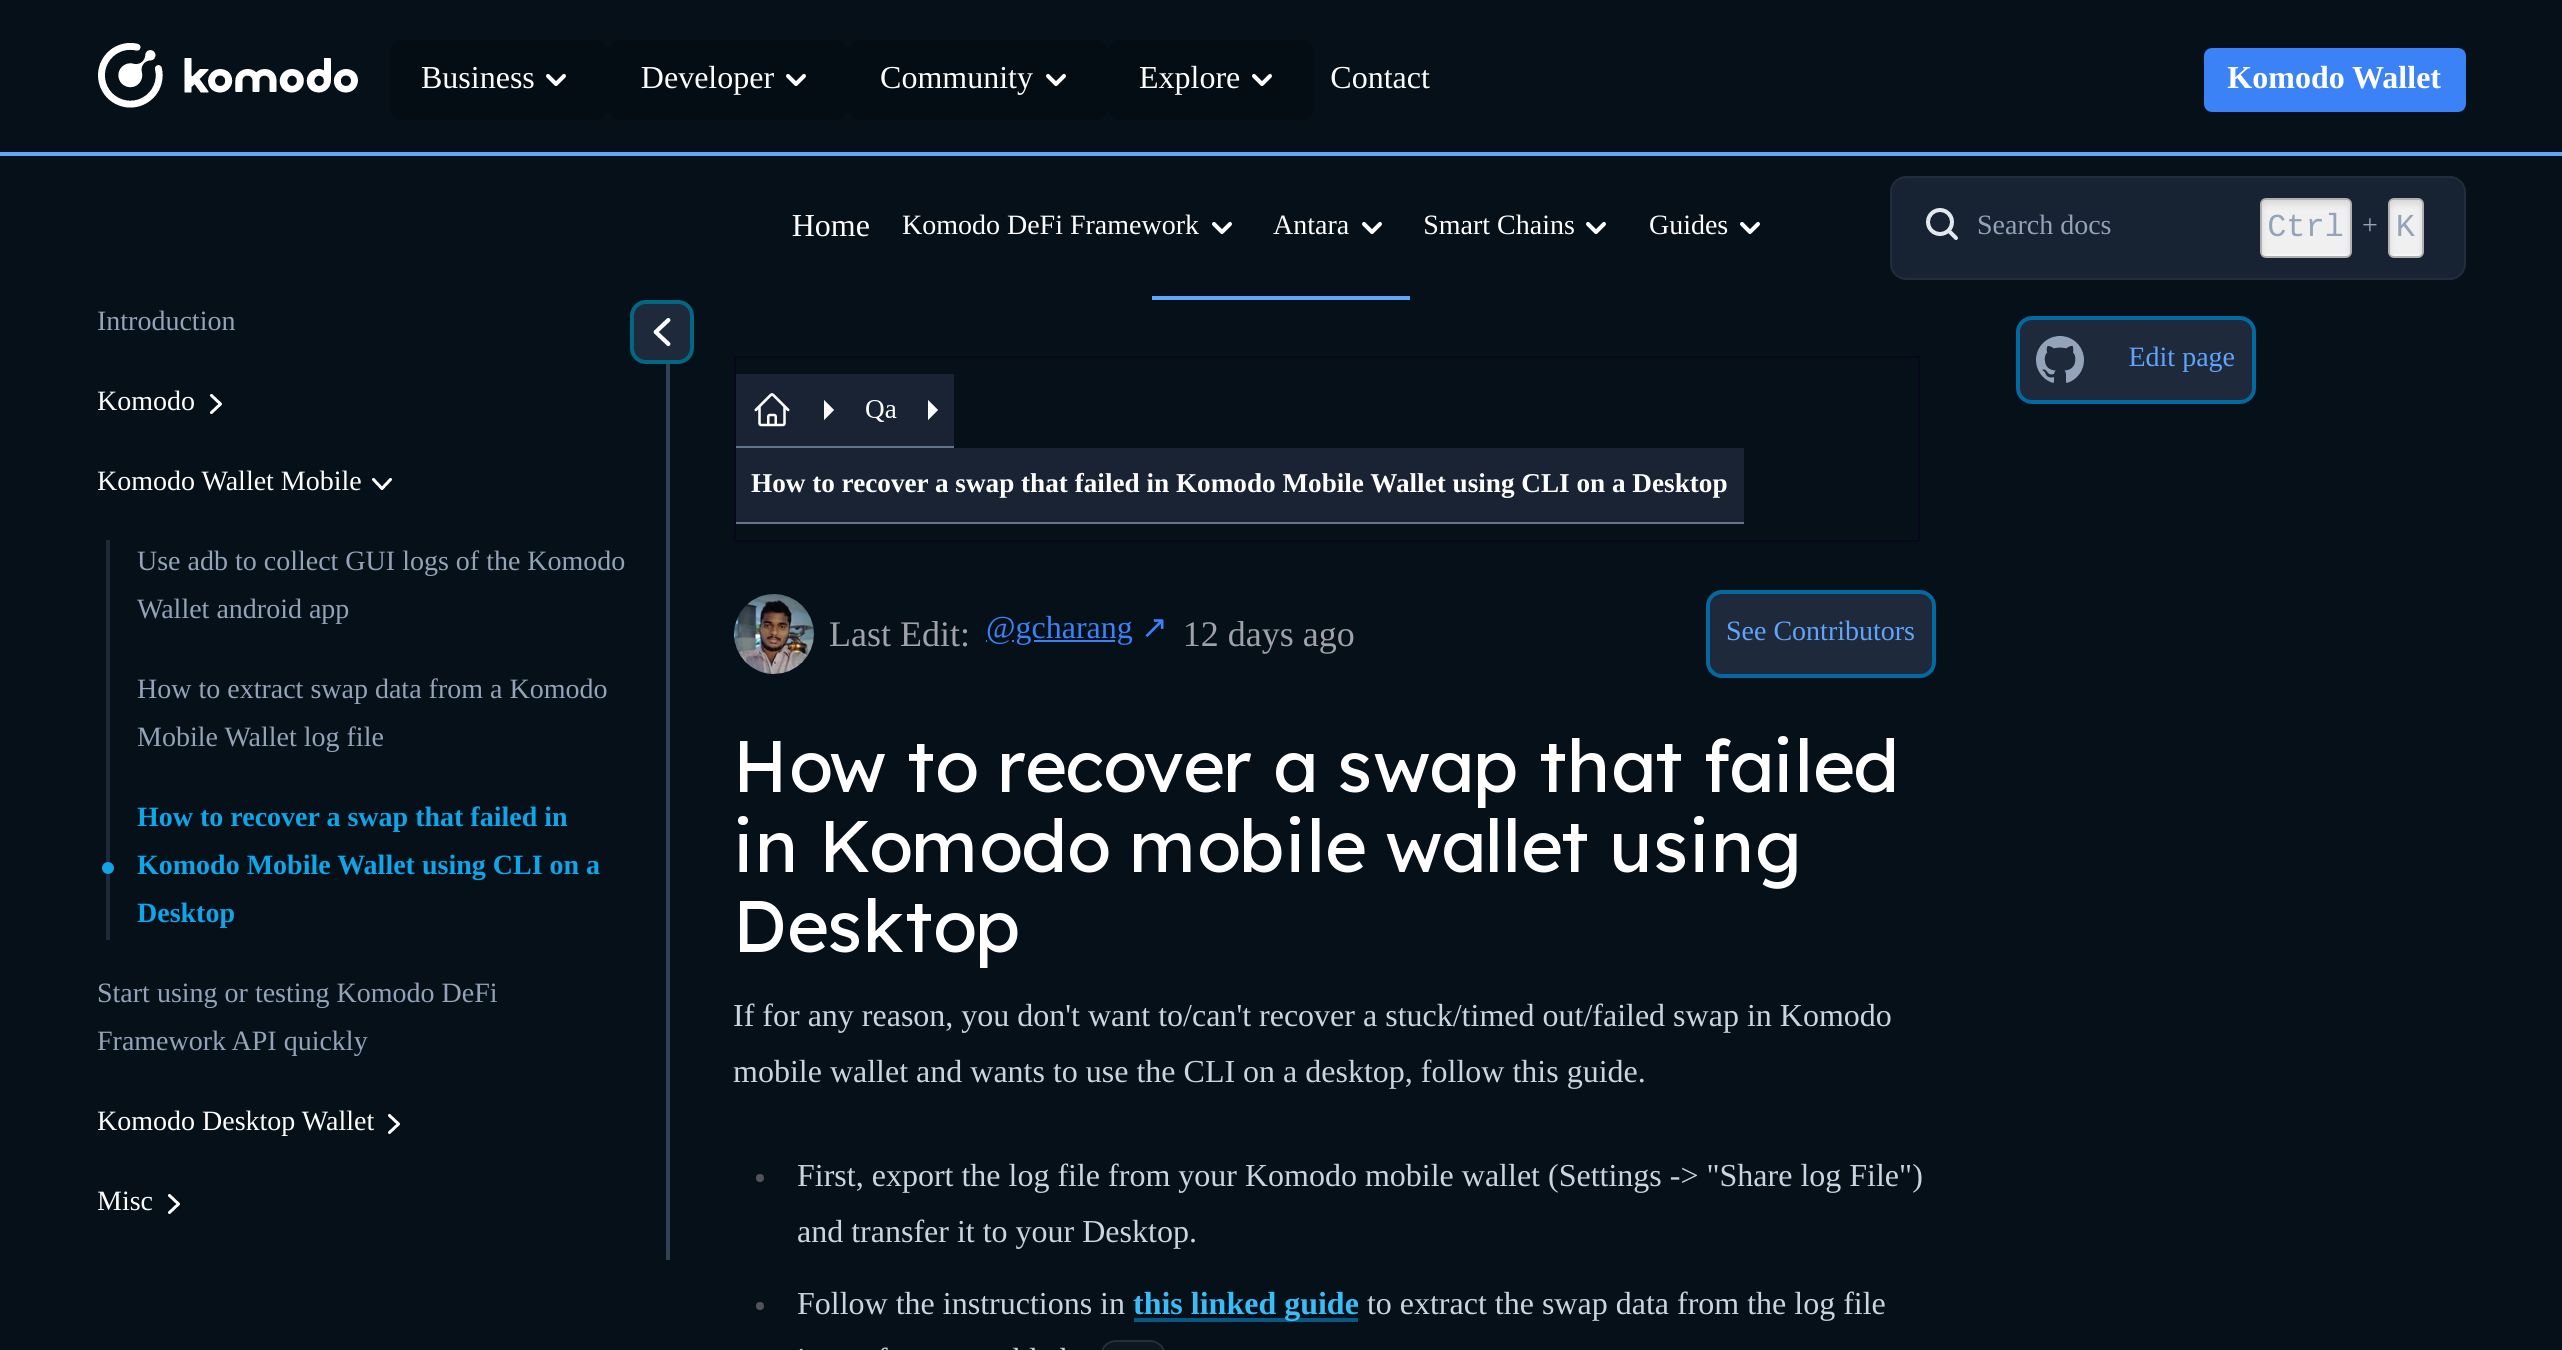 komodo Business Developer Community Explore Contact Komodo Wallet
Home Komodo DeFi Framework Antara Smart Chains Guides Search docs Ctrl + K
Introduction
Komodo
Komodo Wallet Mobile
Use adb to collect GUI logs of the Komodo
Wallet android app
How to extract swap data from a Komodo
Mobile Wallet log file
How to recover a swap that failed in
Komodo Mobile Wallet using CLI on a
Desktop
Start using or testing Komodo DeFi
Framework API quickly
Komodo Desktop Wallet
Misc
Edit page
Qa
How to recover a swap that failed in Komodo Mobile Wallet using CLI on a Desktop
Last Edit: @gcharang ↗ 12 days ago
See Contributors
How to recover a swap that failed
in Komodo mobile wallet using
Desktop
If for any reason, you don't want to/can't recover a stuck/timed out/failed swap in Komodo
mobile wallet and wants to use the CLI on a desktop, follow this guide.
First, export the log file from your Komodo mobile wallet (Settings -> "Share log File")
and transfer it to your Desktop.
Follow the instructions in this linked guide to extract the swap data from the log file